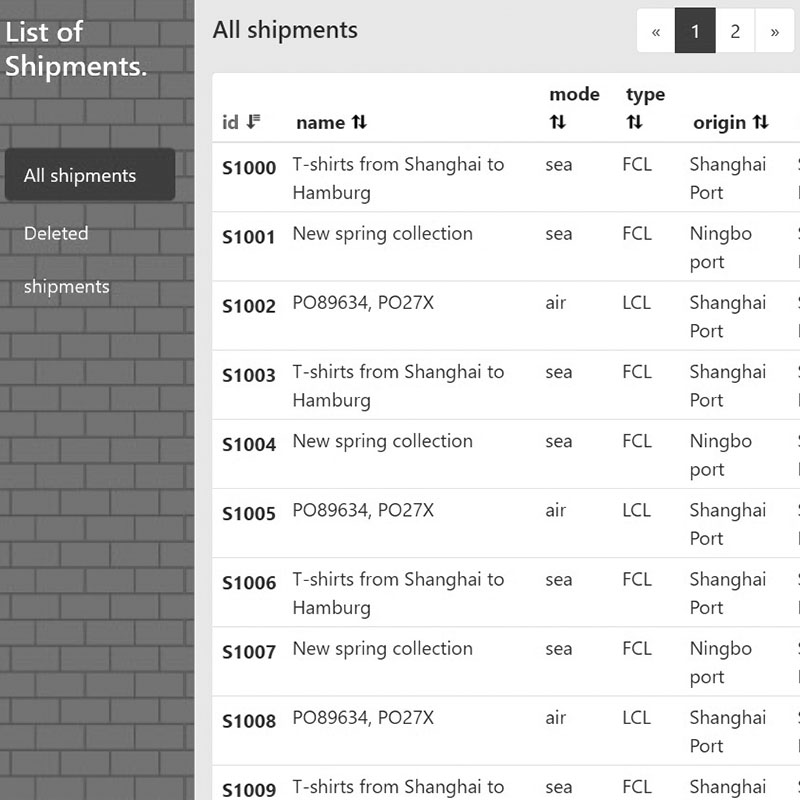 List of
Shipments.
All shipments
Deleted
shipments
All shipments
« 1 2 »
id name mode type origin
S1000 T-shirts from Shanghai to Hamburg sea FCL Shanghai Port
S1001 New spring collection sea FCL Ningbo port
S1002 PO89634, PO27X air LCL Shanghai Port
S1003 T-shirts from Shanghai to Hamburg sea FCL Shanghai Port
S1004 New spring collection sea FCL Ningbo port
S1005 PO89634, PO27X air LCL Shanghai Port
S1006 T-shirts from Shanghai to Hamburg sea FCL Shanghai Port
S1007 New spring collection sea FCL Ningbo port
S1008 PO89634, PO27X air LCL Shanghai Port
S1009 T-shirts from Shanghai to sea FCL Shanghai